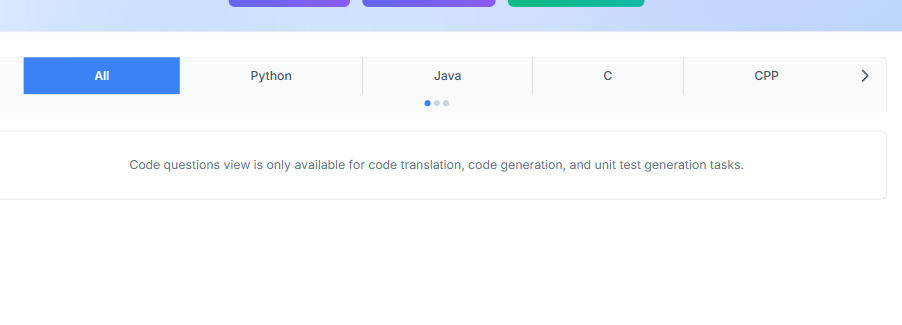 All Python Java C CPP
Code questions view is only available for code translation, code generation, and unit test generation tasks.